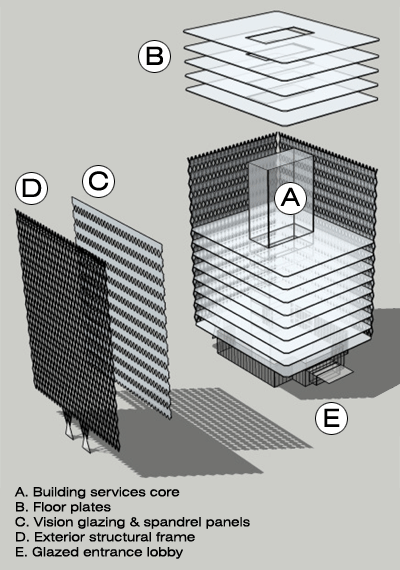 B
A
C
D
E
A. Building services core
B. Floor plates
C. Vision glazing & spandrel panels
D. Exterior structural frame
E. Glazed entrance lobby